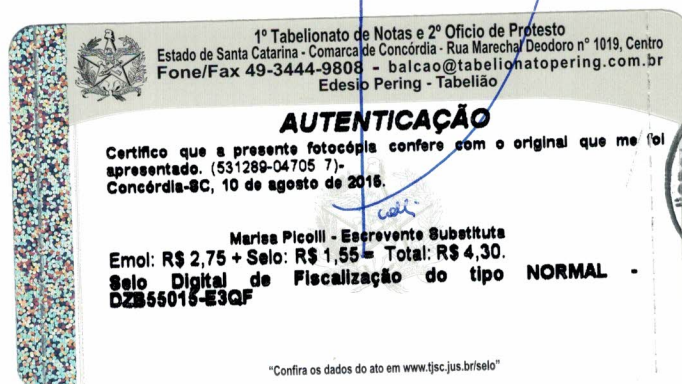 1º Tabelionato de Notas e 2º Oficio de Protesto
Estado de Santa Catarina - Comarca de Concórdia - Rua Marechal Deodoro nº 1019, Centro
Fone/Fax 49-3444-9808 - balcao@tabelionatopering.com.br
Edesio Pering - Tabelião
AUTENTICAÇÃO
Certifico que a presente fotocópia confere com o original que me foi
apresentado. (531289-04705 7)-
Concórdia-SC, 10 de agosto de 2015.
Marisa Picolli - Escrevente Substituta
Emol: R$ 2,75 + Selo: R$ 1,55 = Total: R$ 4,30.
Selo Digital de Fiscalização do tipo NORMAL -
DZB55015-E3QF
"Confira os dados do ato em www.tjsc.jus.br/selo"